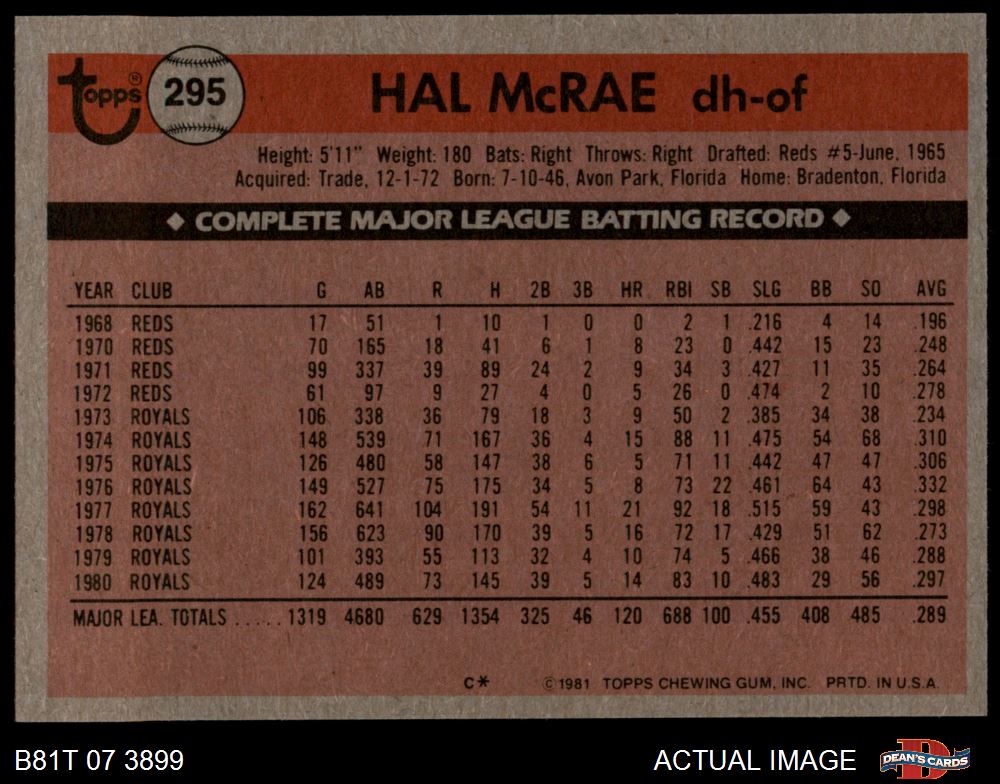 topps® 295 HAL McRAE dh-of
Height: 5'11" Weight: 180 Bats: Right Throws: Right Drafted: Reds #5-June, 1965
Acquired: Trade, 12-1-72 Born: 7-10-46, Avon Park, Florida Home: Bradenton, Florida
◆ COMPLETE MAJOR LEAGUE BATTING RECORD ◆
YEAR CLUB G AB R H 2B 3B HR RBI SB SLG BB SO AVG
1968 REDS 17 51 1 10 1 0 0 2 1 .216 4 14 .196
1970 REDS 70 165 18 41 6 1 8 23 0 .442 15 23 .248
1971 REDS 99 337 39 89 24 2 9 34 3 .427 11 35 .264
1972 REDS 61 97 9 27 4 0 5 26 0 .474 2 10 .278
1973 ROYALS 106 338 36 79 18 3 9 50 2 .385 34 38 .234
1974 ROYALS 148 539 71 167 36 4 15 88 11 .475 54 68 .310
1975 ROYALS 126 480 58 147 38 6 5 71 11 .442 47 47 .306
1976 ROYALS 149 527 75 175 34 5 8 73 22 .461 64 43 .332
1977 ROYALS 162 641 104 191 54 11 21 92 18 .515 59 43 .298
1978 ROYALS 156 623 90 170 39 5 16 72 17 .429 51 62 .273
1979 ROYALS 101 393 55 113 32 4 10 74 5 .466 38 46 .288
1980 ROYALS 124 489 73 145 39 5 14 83 10 .483 29 56 .297
MAJOR LEA. TOTALS ..... 1319 4680 629 1354 325 46 120 688 100 .455 408 485 .289
C* © 1981 TOPPS CHEWING GUM, INC. PRTD. IN U.S.A.
B81T 07 3899 ACTUAL IMAGE D DEAN'S CARDS